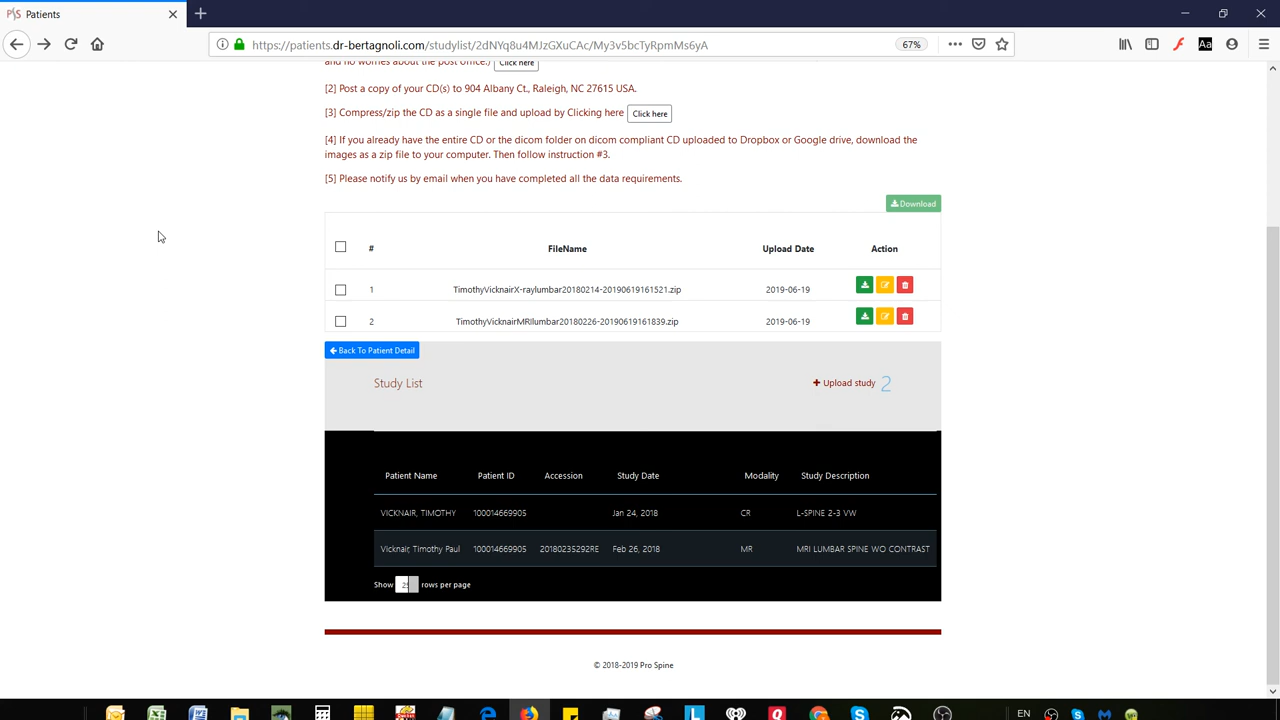 Patients
https://patients.dr-bertagnoli.com/studylist/2dNYq8u4MJzGXuCAc/My3v5bcTyRpmMs6yA
67%
and no worries about the post office.) Click here
[2] Post a copy of your CD(s) to 904 Albany Ct., Raleigh, NC 27615 USA.
[3] Compress/zip the CD as a single file and upload by Clicking here Click here
[4] If you already have the entire CD or the dicom folder on dicom compliant CD uploaded to Dropbox or Google drive, download the
images as a zip file to your computer. Then follow instruction #3.
[5] Please notify us by email when you have completed all the data requirements.
Download
# FileName Upload Date Action
1 TimothyVicknairX-raylumbar20180214-20190619161521.zip 2019-06-19
2 TimothyVicknairMRIlumbar20180226-20190619161839.zip 2019-06-19
Back To Patient Detail
Study List + Upload study 2
Patient Name Patient ID Accession Study Date Modality Study Description
VICKNAIR, TIMOTHY 100014669905 Jan 24, 2018 CR L-SPINE 2-3 VW
Vicknair, Timothy Paul 100014669905 20180235292RE Feb 26, 2018 MR MRI LUMBAR SPINE WO CONTRAST
Show rows per page
© 2018-2019 Pro Spine
EN